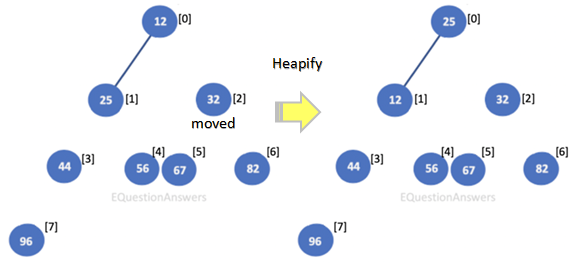 12 [0] 25 [0]
Heapify
25 [1] 32 [2] 12 [1] 32 [2]
moved
44 [3] 56 [4] 67 [5] 82 [6] 44 [3] 56 [4] 67 [5] 82 [6]
EQuestionAnswers EQuestionAnswers
96 [7] 96 [7]